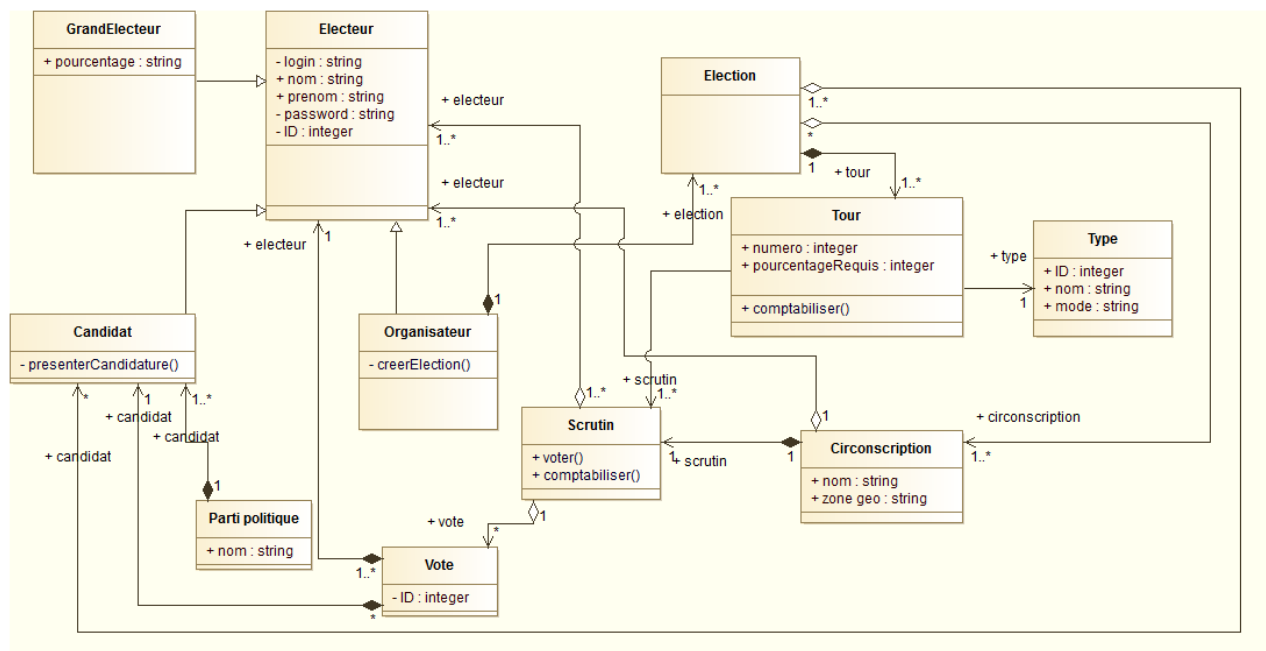 GrandElecteur
+ pourcentage : string
Electeur
- login : string
+ nom : string
+ prenom : string
- password : string
- ID : integer
Election
+ electeur
1..*
+ electeur
1..*
+ electeur
1
1..*
*
1
+ tour
1..*
1..*
+ election
Tour
+ numero : integer
+ pourcentageRequis : integer
+ comptabiliser()
+ type
1
Type
+ ID : integer
+ nom : string
+ mode : string
Candidat
- presenterCandidature()
1
Organisateur
- creerElection()
* 
1
1..*
+ candidat
+ candidat
+ candidat
1..*
+ scrutin
1..*
Scrutin
+ voter()
+ comptabiliser()
1
+ scrutin
1
1
+ circonscription
1..*
Circonscription
+ nom : string
+ zone geo : string
1
Parti politique
+ nom : string
1
+ vote
*
Vote
- ID : integer
1..*
*